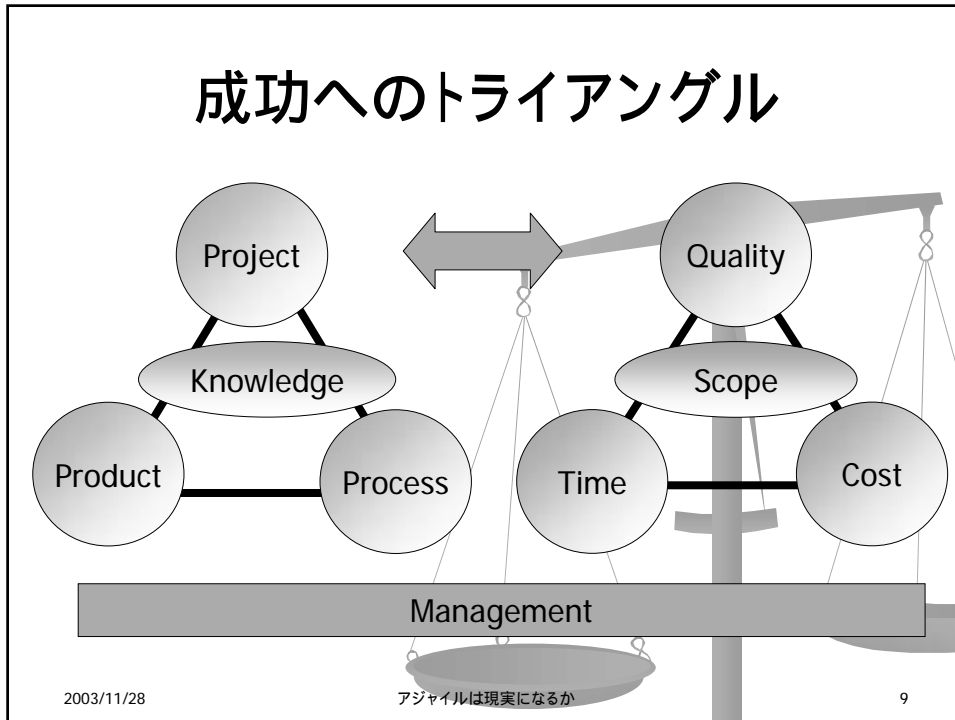 成功へのトライアングル
Project
Knowledge
Product
Process
Quality
Scope
Time
Cost
Management
2003/11/28
アジャイルは現実になるか
9